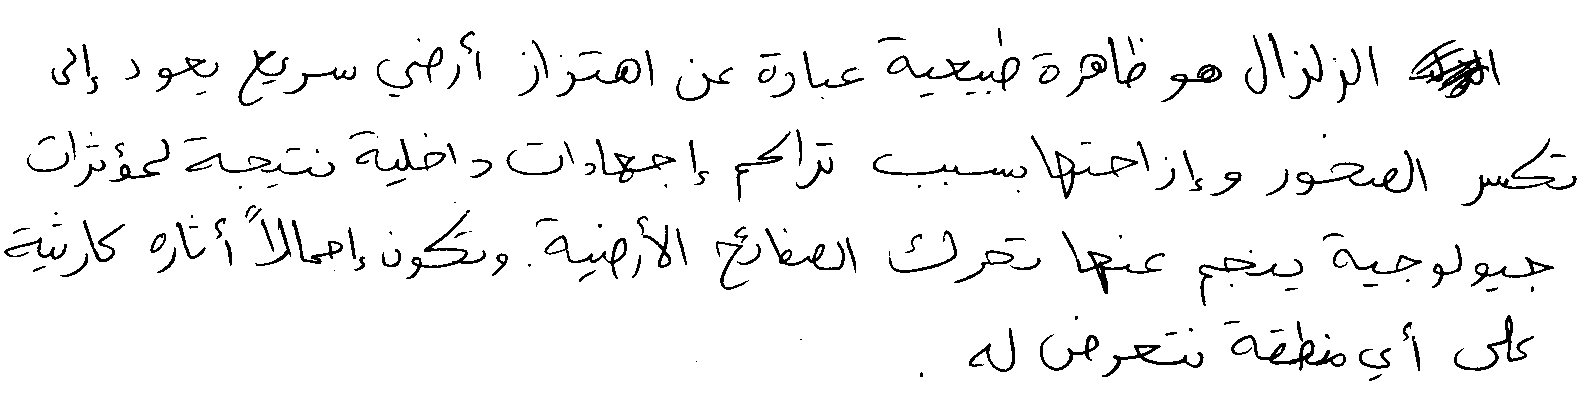 الزلزال هو ظاهرة طبيعية عبارة عن اهتزاز أرضي سريع يعود إلى
تكسر الصخور وإزاحتها بسبب تراكم إجهادات داخلية نتيجة لمؤثرات
جيولوجية ينجم عنها تحرك الصفائح الأرضية. وتكون إجمالاً أثاره كارثية
على أي منطقة تتعرض له .